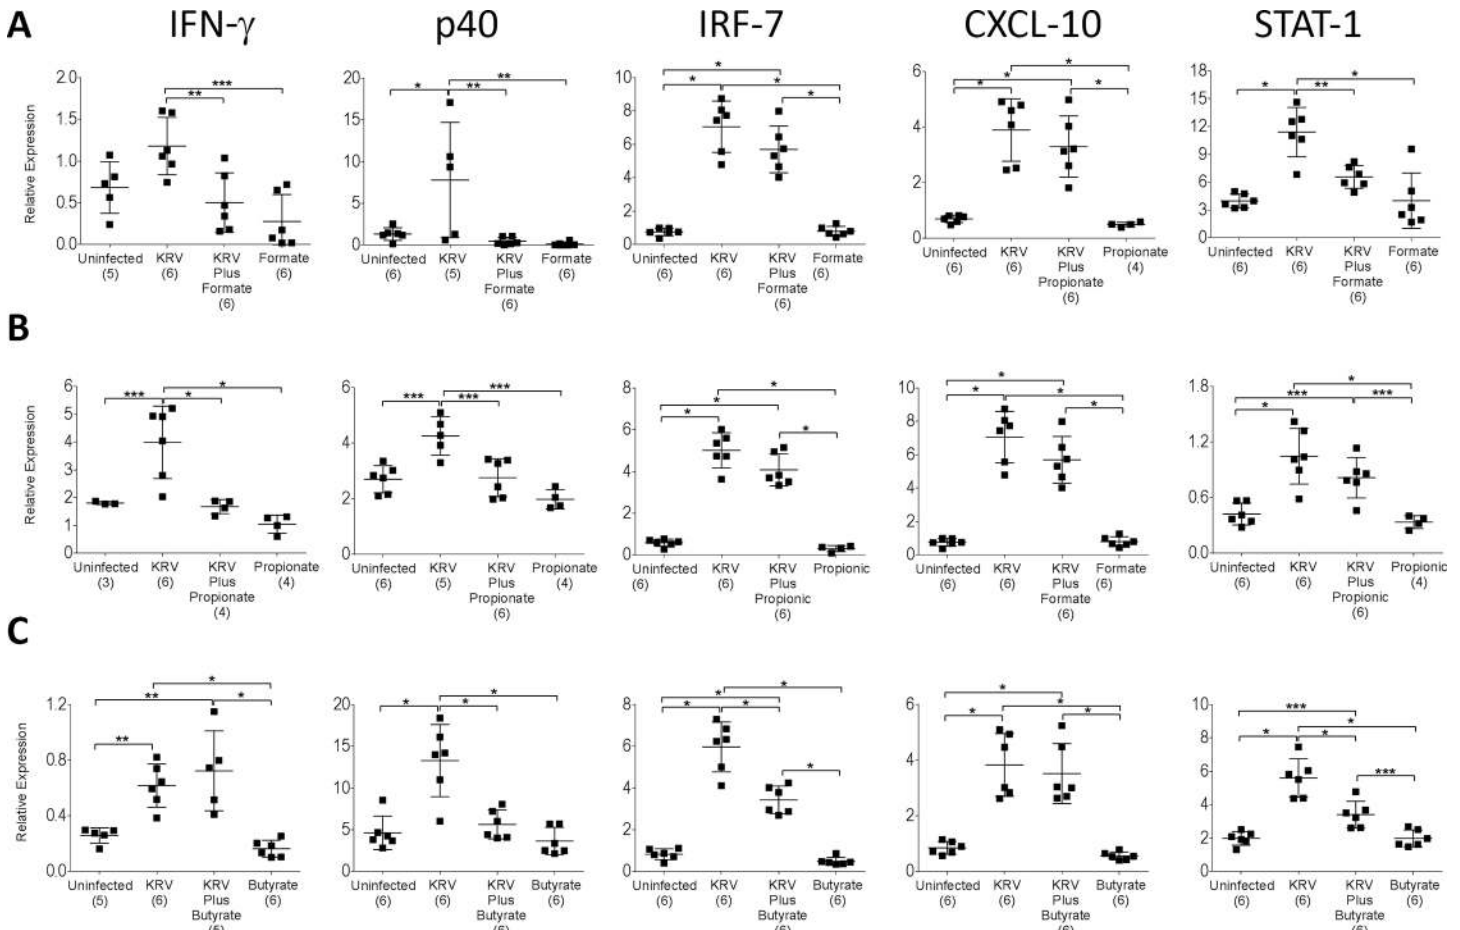 A IFN-γ p40 IRF-7 CXCL-10 STAT-1
Relative Expression
2.0
1.5
1.0
0.5
0.0
*** 
**
Uninfected KRV KRV Formate
(5) (6) Plus (6)
Formate
(6)
20
15
10
5
0
* ** **
Uninfected KRV KRV Formate
(6) (5) Plus (6)
Formate
(6)
10
8
6
4
2
0
* * * *
Uninfected KRV KRV Formate
(6) (6) Plus (6)
Formate
(6)
6
4
2
0
* * * *
Uninfected KRV KRV Propionate
(6) (6) Plus (4)
Propionate
(6)
18
15
12
9
6
3
0
* ** *
Uninfected KRV KRV Formate
(6) (6) Plus (6)
Formate
(6)
B
Relative Expression
6
5
4
3
2
1
0
*** * *
Uninfected KRV KRV Propionate
(3) (6) Plus (4)
Propionate
(4)
6
4
2
0
*** *** ***
Uninfected KRV KRV Propionate
(6) (5) Plus (4)
Propionate
(6)
8
6
4
2
0
* * * *
Uninfected KRV KRV Propionic
(6) (6) Plus (6)
Propionic
(6)
10
8
6
4
2
0
* * * *
Uninfected KRV KRV Formate
(6) (6) Plus (6)
Formate
(6)
1.8
1.2
0.6
0.0
* *** * ***
Uninfected KRV KRV Propionic
(6) (6) Plus (4)
Propionic
(6)
C
Relative Expression
1.2
0.8
0.4
0.0
** ** * *
Uninfected KRV KRV Butyrate
(5) (6) Plus (6)
Butyrate
20
15
10
5
0
* * *
Uninfected KRV KRV Butyrate
(6) (6) Plus (6)
Butyrate
(6)
8
6
4
2
0
* * * * *
Uninfected KRV KRV Butyrate
(6) (6) Plus (6)
Butyrate
(6)
6
4
2
0
* * * *
Uninfected KRV KRV Butyrate
(6) (6) Plus (6)
Butyrate
(6)
10
8
6
4
2
0
*** * * * ***
Uninfected KRV KRV Butyrate
(6) (6) Plus (6)
Butyrate
(6)